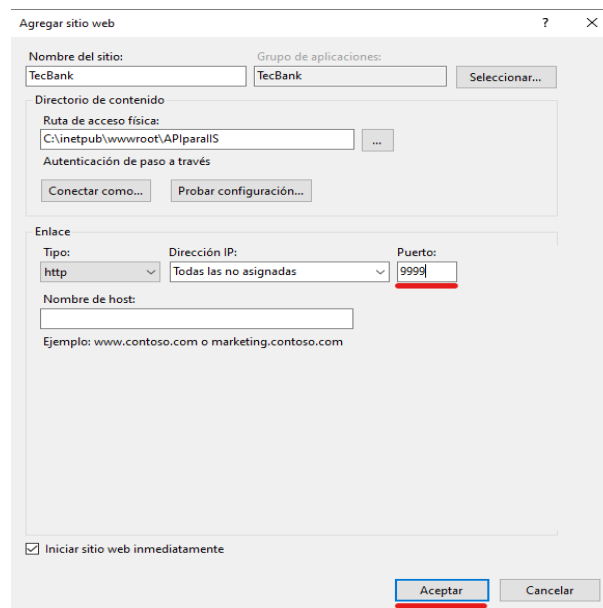 Agregar sitio web ? ×
Nombre del sitio: Grupo de aplicaciones:
TecBank TecBank Seleccionar...
Directorio de contenido
Ruta de acceso física:
C:\inetpub\wwwroot\APIparaIIS ...
Autenticación de paso a través
Conectar como... Probar configuración...
Enlace
Tipo: Dirección IP: Puerto:
http Todas las no asignadas 9999
Nombre de host:
Ejemplo: www.contoso.com o marketing.contoso.com
Iniciar sitio web inmediatamente
Aceptar Cancelar